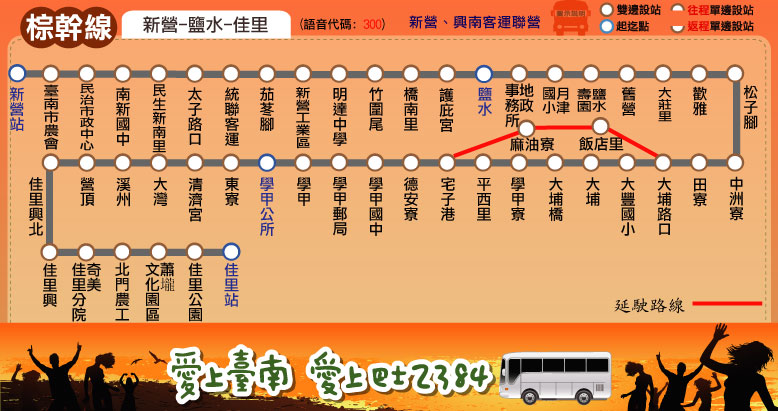 棕幹線
新營-鹽水-佳里
(語音代碼: 300)
新營、興南客運聯營
圖示說明
雙邊設站
往程單邊設站
起迄點
返程單邊設站
新營站
臺南市農會
民治市政中心
南新國中
民生新南里
太子路口
統聯客運
茄苳腳
新營工業區
明達中學
竹圍尾
橋南里
護庇宮
鹽水
地政事務所
月津國小
鹽水壽園
舊營
大莊里
歡雅
松子腳
麻油寮
飯店里
佳里興北
營頂
溪州
大灣
清濟宮
東寮
學甲公所
學甲
學甲郵局
學甲國中
德安寮
宅子港
平西里
學甲寮
大埔橋
大埔
大豐國小
大埔路口
田寮
中洲寮
佳里興
奇美佳里分院
北門農工
蕭壠文化園區
佳里公園
佳里站
延駛路線
愛上臺南 愛上巴士2384